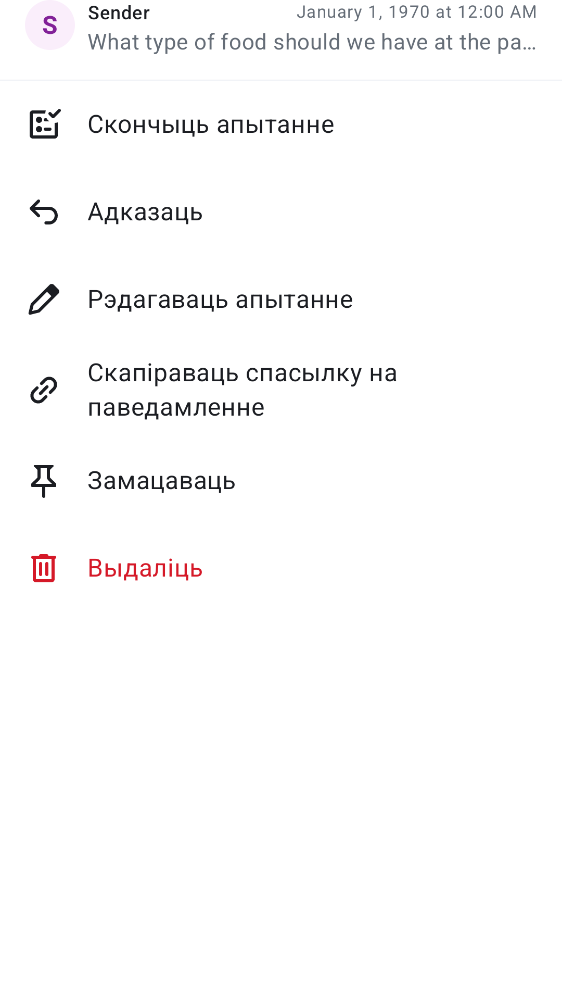 S
Sender
January 1, 1970 at 12:00 AM
What type of food should we have at the pa…
Скончыць апытанне
Адказаць
Рэдагаваць апытанне
Скапіраваць спасылку на
паведамленне
Замацаваць
Выдаліць